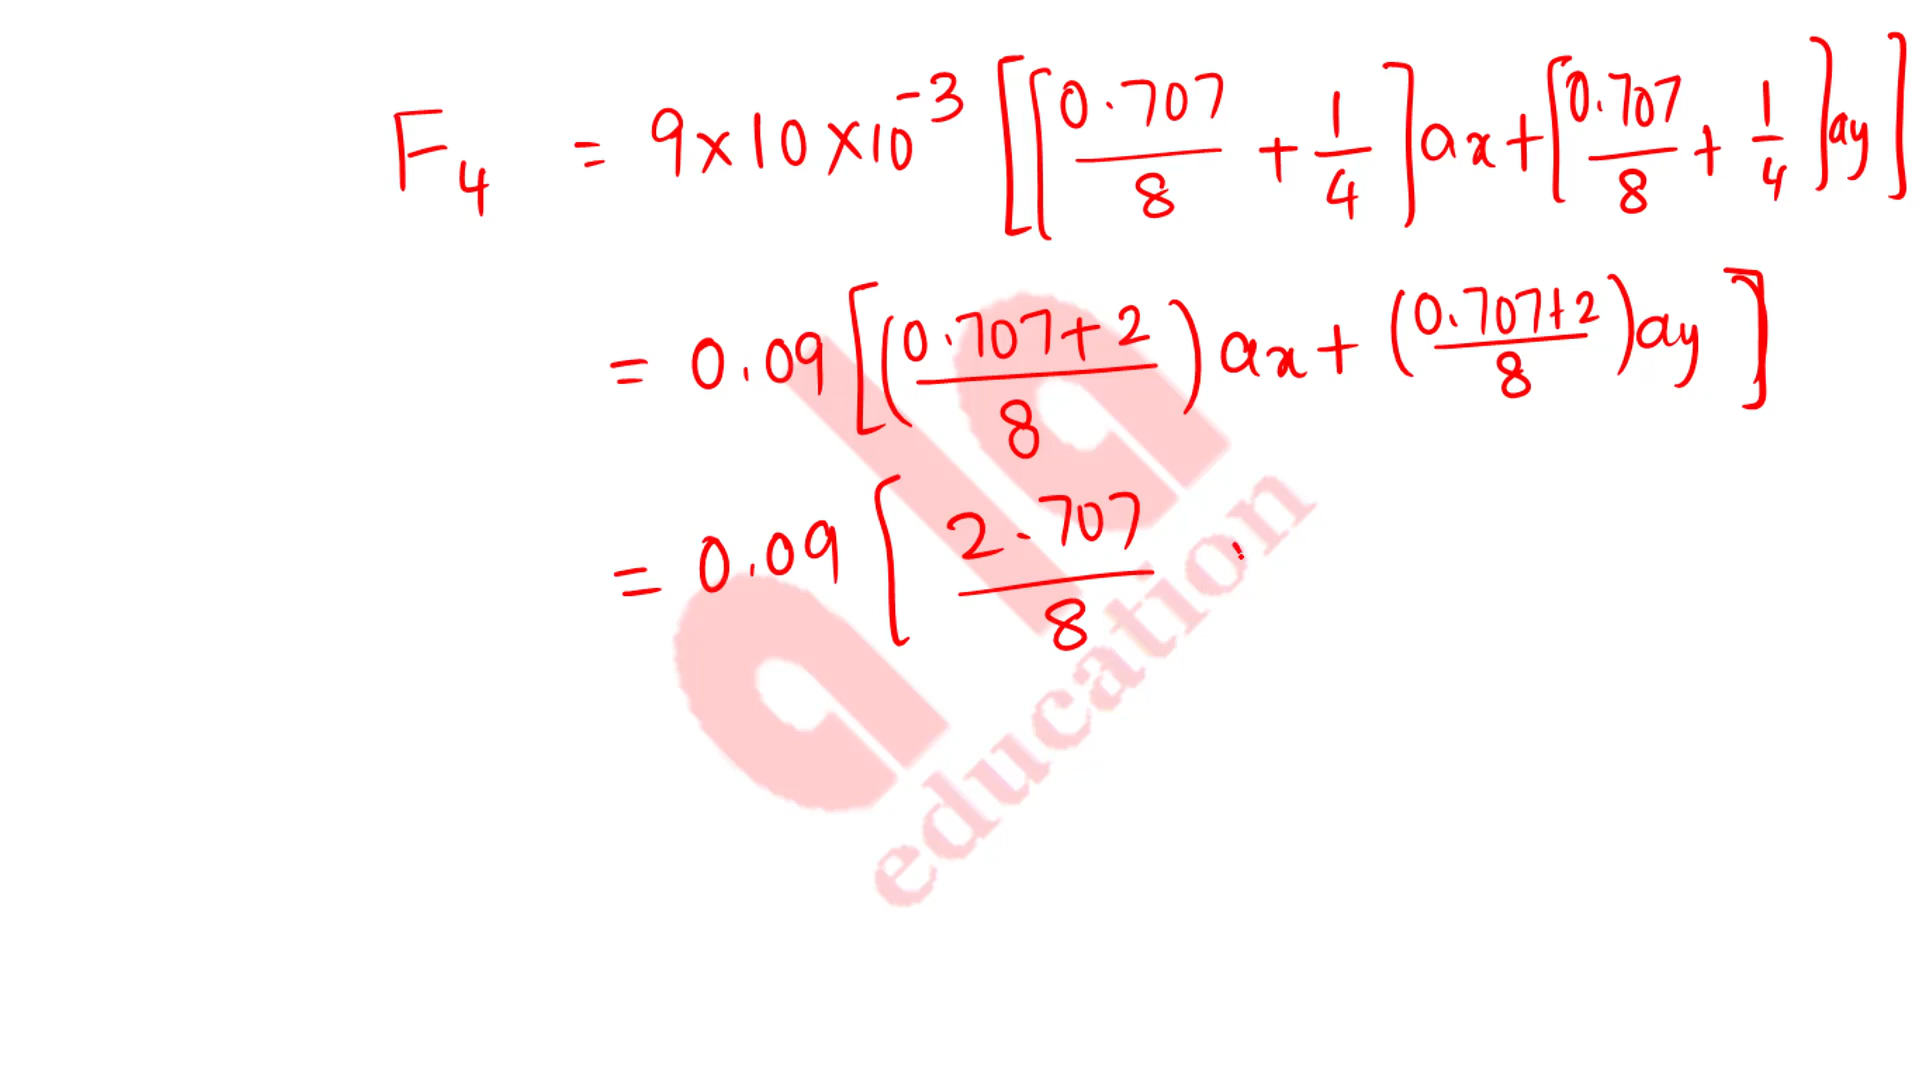 F₄ = 9×10×10⁻³ [[0.707/8 + 1/4] ax + [0.707/8 + 1/4] ay]
= 0.09 [(0.707+2/8) ax + (0.707+2/8) ay]
= 0.09 [2.707/8
education